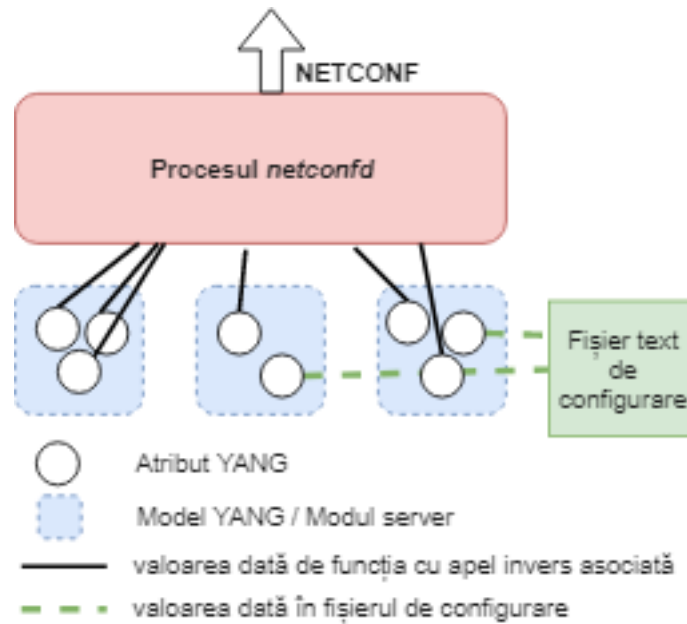 NETCONF
Procesul netconfd
Fișier text
de
configurare
Atribut YANG
Model YANG / Modul server
valoarea dată de funcția cu apel invers asociată
valoarea dată în fișierul de configurare